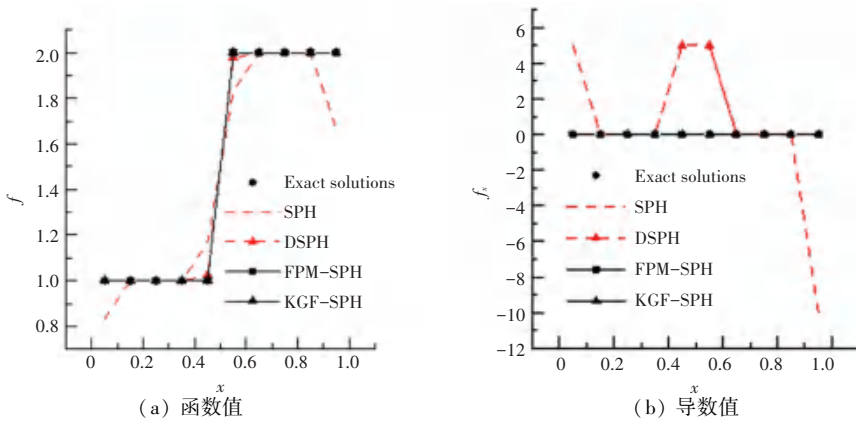 2.0
1.8
1.6
1.4
1.2
1.0
0.8
f
Exact solutions
SPH
DSPH
FPM-SPH
KGF-SPH
0 0.2 0.4 0.6 0.8 1.0
x
(a) 函数值
6
4
2
0
-2
-4
-6
-8
-10
-12
fx
Exact solutions
SPH
DSPH
FPM-SPH
KGF-SPH
0 0.2 0.4 0.6 0.8 1.0
x
(b) 导数值